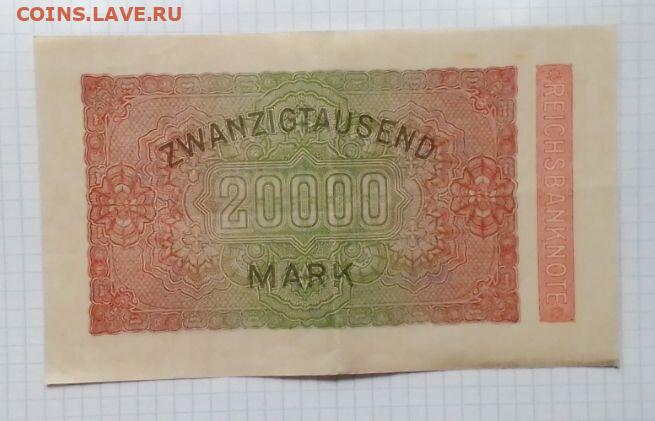 COINS.LAVE.RU
ZWANZIGTAUSEND
20000
MARK
REICHSBANKNOTE